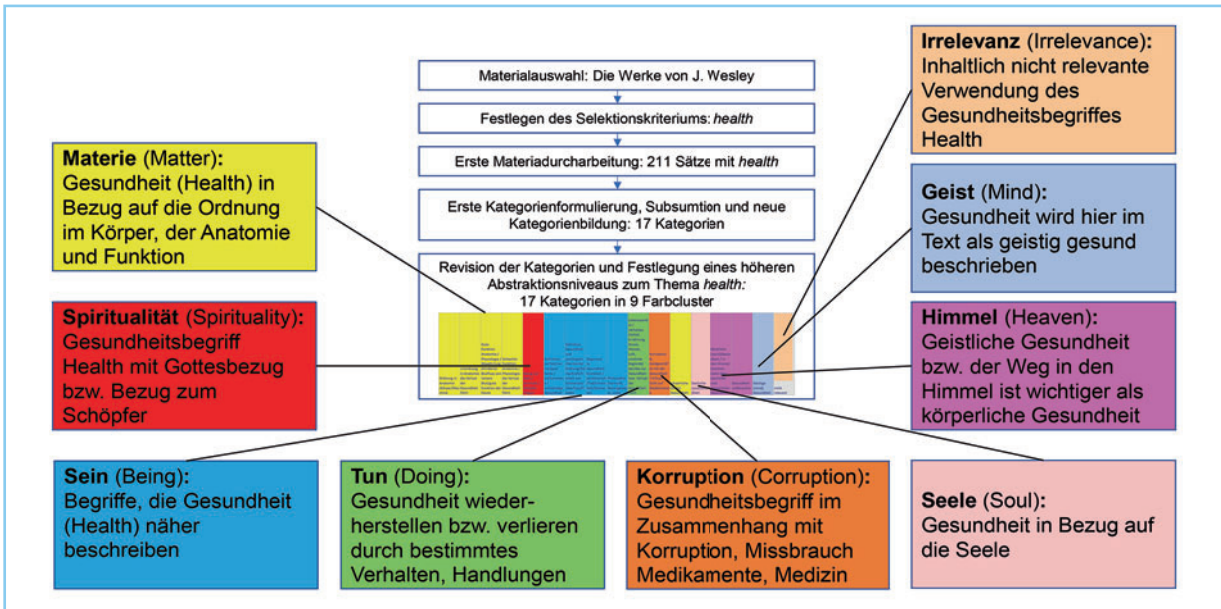 Materialauswahl: Die Werke von J. Wesley
Festlegen des Selektionskriteriums: health
Erste Materiadurcharbeitung: 211 Sätze mit health
Erste Kategorienformulierung, Subsumtion und neue
Kategorienbildung: 17 Kategorien
Revision der Kategorien und Festlegung eines höheren
Abstraktionsniveaus zum Thema health:
17 Kategorien in 9 Farbcluster
Materie (Matter):
Gesundheit (Health) in
Bezug auf die Ordnung
im Körper, der Anatomie
und Funktion
Spiritualität (Spirituality):
Gesundheitsbegriff
Health mit Gottesbezug
bzw. Bezug zum
Schöpfer
Sein (Being):
Begriffe, die Gesundheit
(Health) näher
beschreiben
Tun (Doing):
Gesundheit wieder-
herstellen bzw. verlieren
durch bestimmtes
Verhalten, Handlungen
Korruption (Corruption):
Gesundheitsbegriff im
Zusammenhang mit
Korruption, Missbrauch
Medikamente, Medizin
Irrelevanz (Irrelevance):
Inhaltlich nicht relevante
Verwendung des
Gesundheitsbegriffes
Health
Geist (Mind):
Gesundheit wird hier im
Text als geistig gesund
beschrieben
Himmel (Heaven):
Geistliche Gesundheit
bzw. der Weg in den
Himmel ist wichtiger als
körperliche Gesundheit
Seele (Soul):
Gesundheit in Bezug auf
die Seele